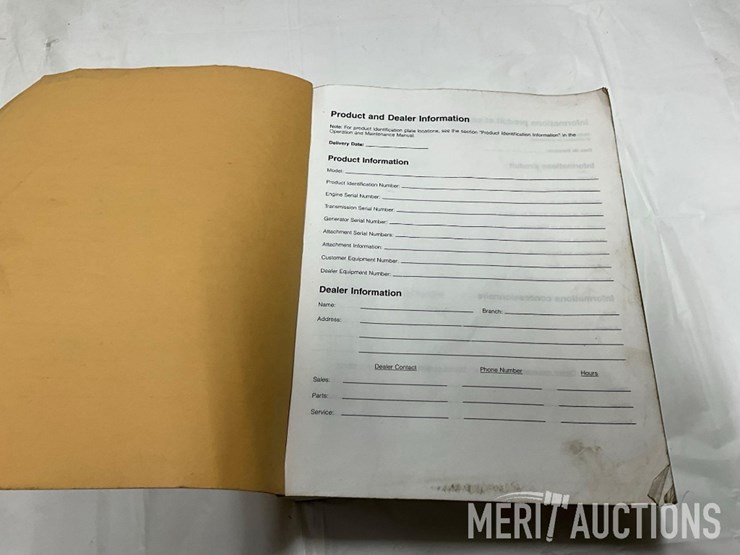 Product and Dealer Information
Note: For product identification plate locations, see the section "Product Identification Information" in the
Operation and Maintenance Manual.
Delivery Date:
Product Information
Model:
Product Identification Number:
Engine Serial Number:
Transmission Serial Number:
Generator Serial Number:
Attachment Serial Numbers:
Attachment Information:
Customer Equipment Number:
Dealer Equipment Number:
Dealer Information
Name: Branch:
Address:
Dealer Contact Phone Number Hours
Sales:
Parts:
Service:
MERIT AUCTIONS